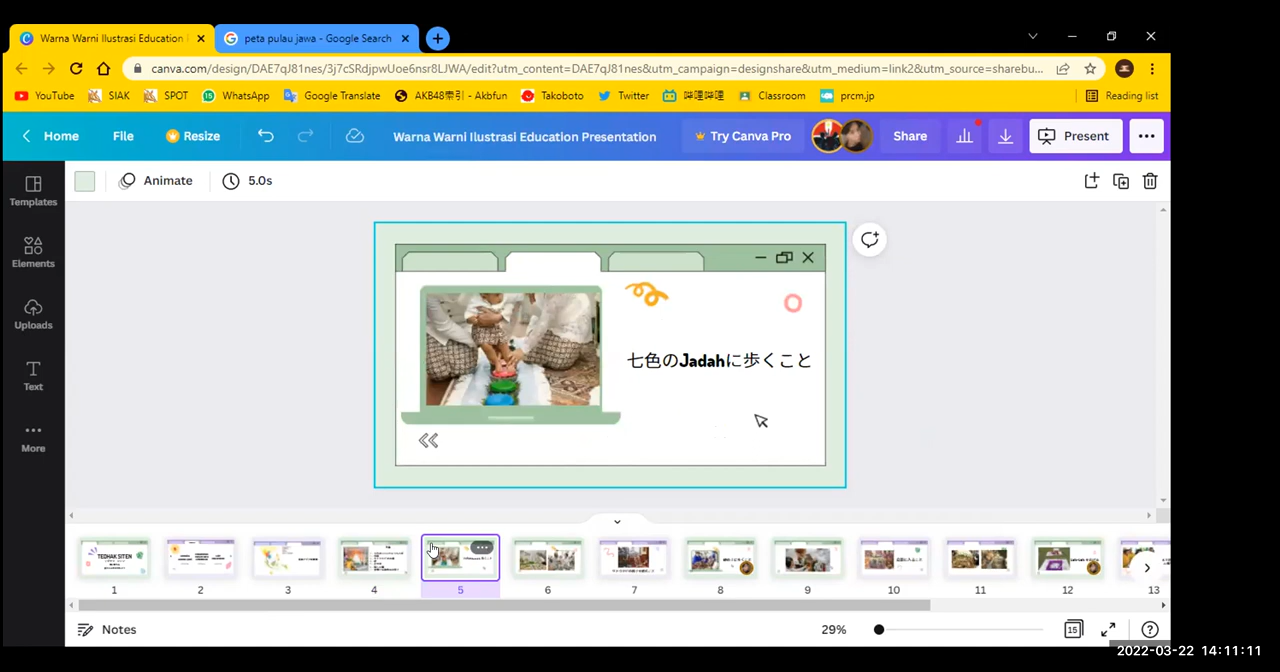 Warna Warni Ilustrasi Education
peta pulau jawa - Google Search
canva.com/design/DAE7qJ81nes/3j7cSRdjpwUoe6nsr8LJWA/edit?utm_content=DAE7qJ81nes&utm_campaign=designshare&utm_medium=link2&utm_source=sharebu...
YouTube SIAK SPOT WhatsApp Google Translate AKB48索引 - Akbfun Takoboto Twitter 哔哩哔哩 Classroom prcm.jp Reading list
Home File Resize Warna Warni Ilustrasi Education Presentation Try Canva Pro Share Present
Animate 5.0s
Templates
Elements
Uploads
Text
More
七色のJadahに歩くこと
TEDHAK SITEN
1 2 3 4 5 6 7 8 9 10 11 12 13
Notes 29% 15
2022-03-22 14:11:11